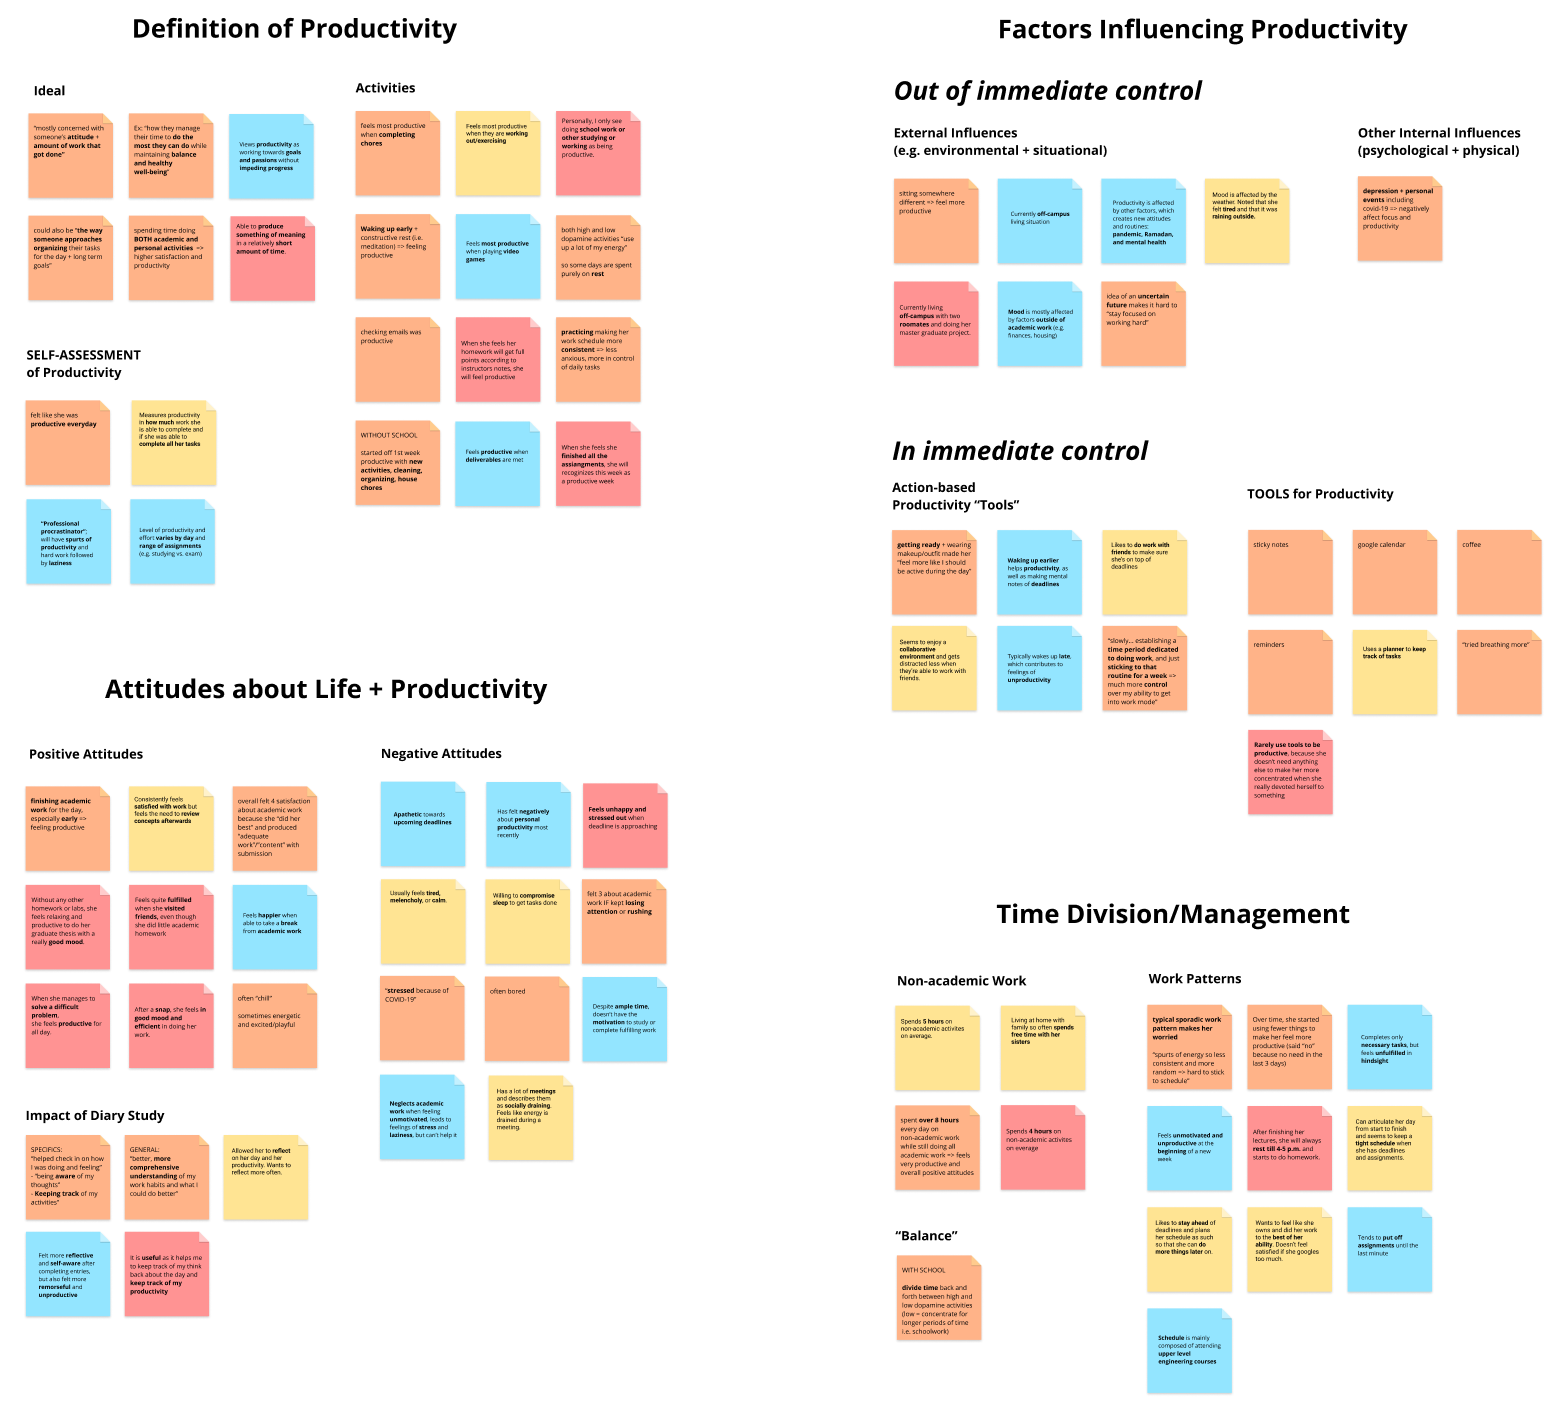 Definition of Productivity
Ideal
"mostly concerned with
someone's attitude +
amount of work that
got done"
Ex: "how they manage
their time to do the
most they can do while
maintaining balance
and healthy
well-being"
Views productivity as
working towards goals
and passions without
impeding progress
could also be "the way
someone approaches
organizing their tasks
for the day + long term
goals"
spending time doing
BOTH academic and
personal activities =>
higher satisfaction and
productivity
Able to produce
something of meaning
in a relatively short
amount of time.
Activities
feels most productive
when completing
chores
Feels most productive
when they are working
out/exercising
Personally, I only see
doing school work or
other studying or
working as being
productive.
Waking up early +
constructive rest (i.e.
meditation) => feeling
productive
Feels most productive
when playing video
games
both high and low
dopamine activities "use
up a lot of my energy"
so some days are spent
purely on rest
checking emails was
productive
When she feels her
homework will get full
points according to
instructors notes, she
will feel productive
practicing making her
work schedule more
consistent => less
anxious, more in control
of daily tasks
WITHOUT SCHOOL
started off 1st week
productive with new
activities, cleaning,
organizing, house
chores
Feels productive when
deliverables are met
When she feels she
finished all the
assiangments, she will
recoginizes this week as
a productive week
SELF-ASSESSMENT
of Productivity
felt like she was
productive everyday
Measures productivity
in how much work she
is able to complete and
if she was able to
complete all her tasks
"Professional
procrastinator";
will have spurts of
productivity and
hard work followed
by laziness
Level of productivity and
effort varies by day and
range of assignments
(e.g. studying vs. exam)
Factors Influencing Productivity
Out of immediate control
External Influences
(e.g. environmental + situational)
sitting somewhere
different => feel more
productive
Currently off-campus
living situation
Productivity is affected
by other factors, which
creates new attitudes
and routines:
pandemic, Ramadan,
and mental health
Mood is affected by the
weather. Noted that she
felt tired and that it was
raining outside.
Currently living
off-campus with two
roomates and doing her
master graduate project.
Mood is mostly affected
by factors outside of
academic work (e.g.
finances, housing)
idea of an uncertain
future makes it hard to
"stay focused on
working hard"
Other Internal Influences
(psychological + physical)
depression + personal
events including
covid-19 => negatively
affect focus and
productivity
In immediate control
Action-based
Productivity "Tools"
getting ready + wearing
makeup/outfit made her
"feel more like I should
be active during the day"
Waking up earlier
helps productivity, as
well as making mental
notes of deadlines
Likes to do work with
friends to make sure
she's on top of
deadlines
Seems to enjoy a
collaborative
environment and gets
distracted less when
they're able to work with
friends.
Typically wakes up late,
which contributes to
feelings of
unproductivity
"slowly... establishing a
time period dedicated
to doing work, and just
sticking to that
routine for a week =>
much more control
over my ability to get
into work mode"
TOOLS for Productivity
sticky notes
google calendar
coffee
reminders
Uses a planner to keep
track of tasks
"tried breathing more"
Rarely use tools to be
productive, because she
doesn't need anything
else to make her more
concentrated when she
really devoted herself to
something
Attitudes about Life + Productivity
Positive Attitudes
finishing academic
work for the day,
especially early =>
feeling productive
Consistently feels
satisfied with work but
feels the need to review
concepts afterwards
overall felt 4 satisfaction
about academic work
because she "did her
best" and produced
"adequate
work"/"content" with
submission
Without any other
homework or labs, she
feels relaxing and
productive to do her
graduate thesis with a
really good mood.
Feels quite fulfilled
when she visited
friends, even though
she did little academic
homework
Feels happier when
able to take a break
from academic work
When she manages to
solve a difficult
problem,
she feels productive for
all day.
After a snap, she feels in
good mood and
efficient in doing her
work.
often "chill"
sometimes energetic
and excited/playful
Negative Attitudes
Apathetic towards
upcoming deadlines
Has felt negatively
about personal
productivity most
recently
Feels unhappy and
stressed out when
deadline is approaching
Usually feels tired,
melencholy, or calm.
Willing to compromise
sleep to get tasks done
felt 3 about academic
work IF kept losing
attention or rushing
"stressed because of
COVID-19"
often bored
Despite ample time,
doesn't have the
motivation to study or
complete fulfilling work
Neglects academic
work when feeling
unmotivated, leads to
feelings of stress and
laziness, but can't help it
Has a lot of meetings
and describes them
as socially draining.
Feels like energy is
drained during a
meeting.
Impact of Diary Study
SPECIFICS:
"helped check in on how
I was doing and feeling"
- "being aware of my
thoughts"
- Keeping track of my
activities"
GENERAL:
"better, more
comprehensive
understanding of my
work habits and what I
could do better"
Allowed her to reflect
on her day and her
productivity. Wants to
reflect more often.
Felt more reflective
and self-aware after
completing entries,
but also felt more
remorseful and
unproductive
It is useful as it helps me
to keep track of my think
back about the day and
keep track of my
productivity
Time Division/Management
Non-academic Work
Spends 5 hours on
non-academic activites
on average.
Living at home with
family so often spends
free time with her
sisters
spent over 8 hours
every day on
non-academic work
while still doing all
academic work => feels
very productive and
overall positive attitudes
Spends 4 hours on
non-academic activites
on everage
"Balance"
WITH SCHOOL
divide time back and
forth between high and
low dopamine activities
(low = concentrate for
longer periods of time
i.e. schoolwork)
Work Patterns
typical sporadic work
pattern makes her
worried
"spurts of energy so less
consistent and more
random => hard to stick
to schedule"
Over time, she started
using fewer things to
make her feel more
productive (said "no"
because no need in the
last 3 days)
Completes only
necessary tasks, but
feels unfulfilled in
hindsight
Feels unmotivated and
unproductive at the
beginning of a new
week
After finishing her
lectures, she will always
rest till 4-5 p.m. and
starts to do homework.
Can articulate her day
from start to finish
and seems to keep a
tight schedule when
she has deadlines
and assignments.
Likes to stay ahead of
deadlines and plans
her schedule as such
so that she can do
more things later on.
Wants to feel like she
owns and did her work
to the best of her
ability. Doesn't feel
satisfied if she googles
too much.
Tends to put off
assignments until the
last minute
Schedule is mainly
composed of attending
upper level
engineering courses